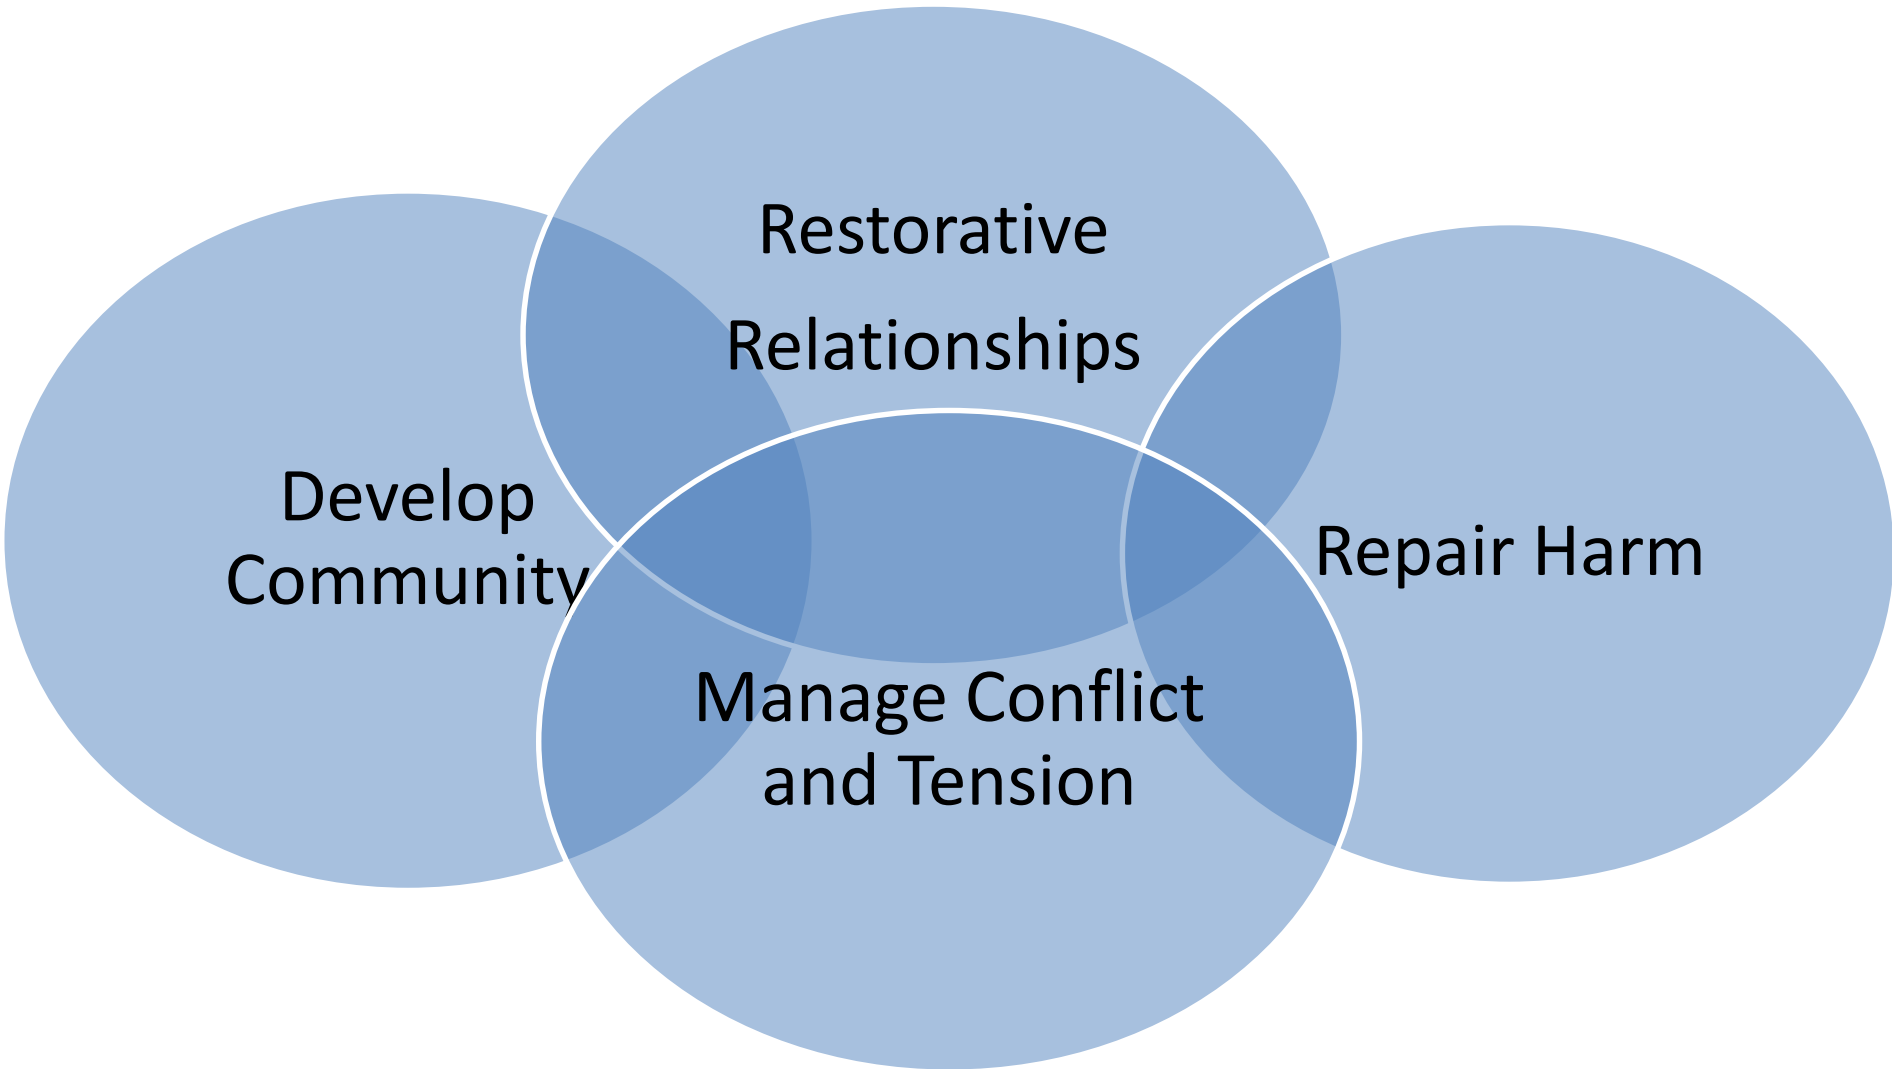 Restorative
Relationships
Develop
Community
Repair Harm
Manage Conflict
and Tension